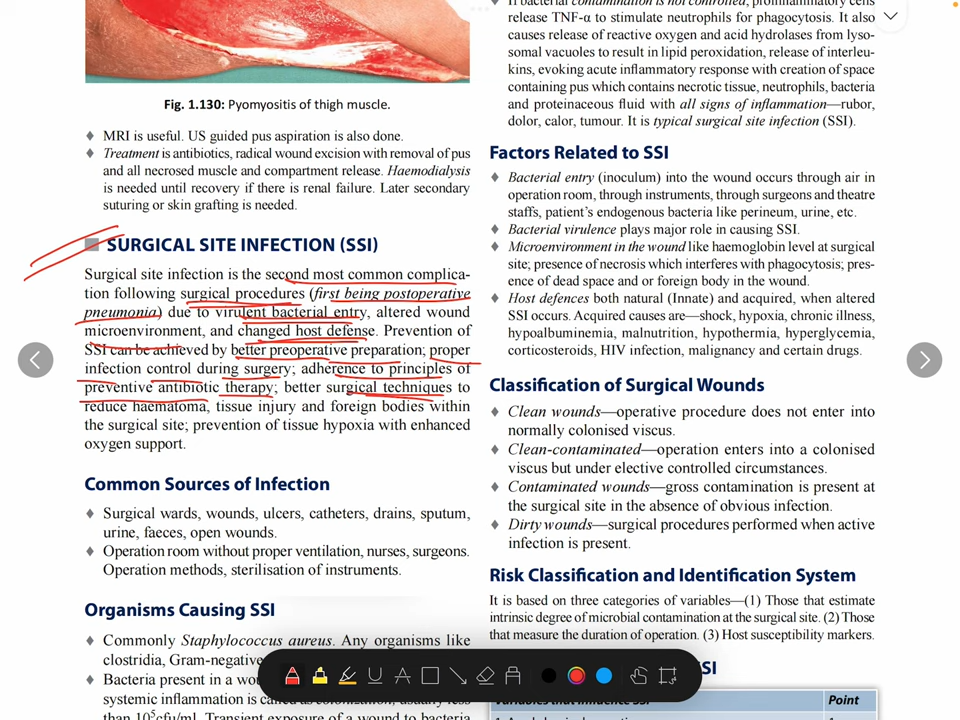 Fig. 1.130: Pyomyositis of thigh muscle.
♦ MRI is useful. US guided pus aspiration is also done.
♦ Treatment is antibiotics, radical wound excision with removal of pus
and all necrosed muscle and compartment release. Haemodialysis
is needed until recovery if there is renal failure. Later secondary
suturing or skin grafting is needed.
SURGICAL SITE INFECTION (SSI)
Surgical site infection is the second most common complica-
tion following surgical procedures (first being postoperative
pneumonia) due to virulent bacterial entry, altered wound
microenvironment, and changed host defense. Prevention of
SSI can be achieved by better preoperative preparation; proper
infection control during surgery; adherence to principles of
preventive antibiotic therapy; better surgical techniques to
reduce haematoma, tissue injury and foreign bodies within
the surgical site; prevention of tissue hypoxia with enhanced
oxygen support.
Common Sources of Infection
♦ Surgical wards, wounds, ulcers, catheters, drains, sputum,
urine, faeces, open wounds.
♦ Operation room without proper ventilation, nurses, surgeons.
Operation methods, sterilisation of instruments.
Organisms Causing SSI
♦ Commonly Staphylococcus aureus. Any organisms like
clostridia, Gram-negative
♦ Bacteria present in a
systemic inflammation is
than 10⁵cfu/ml. Transient exposure of a wound to bacteria
If bacterial contamination is not controlled, proinflammatory cells
release TNF-α to stimulate neutrophils for phagocytosis. It also
causes release of reactive oxygen and acid hydrolases from lyso-
somal vacuoles to result in lipid peroxidation, release of interleu-
kins, evoking acute inflammatory response with creation of space
containing pus which contains necrotic tissue, neutrophils, bacteria
and proteinaceous fluid with all signs of inflammation—rubor,
dolor, calor, tumour. It is typical surgical site infection (SSI).
Factors Related to SSI
♦ Bacterial entry (inoculum) into the wound occurs through air in
operation room, through instruments, through surgeons and theatre
staffs, patient's endogenous bacteria like perineum, urine, etc.
♦ Bacterial virulence plays major role in causing SSI.
♦ Microenvironment in the wound like haemoglobin level at surgical
site; presence of necrosis which interferes with phagocytosis; pres-
ence of dead space and or foreign body in the wound.
♦ Host defences both natural (Innate) and acquired, when altered
SSI occurs. Acquired causes are—shock, hypoxia, chronic illness,
hypoalbuminemia, malnutrition, hypothermia, hyperglycemia,
corticosteroids, HIV infection, malignancy and certain drugs.
Classification of Surgical Wounds
♦ Clean wounds—operative procedure does not enter into
normally colonised viscus.
♦ Clean-contaminated—operation enters into a colonised
viscus but under elective controlled circumstances.
♦ Contaminated wounds—gross contamination is present at
the surgical site in the absence of obvious infection.
♦ Dirty wounds—surgical procedures performed when active
infection is present.
Risk Classification and Identification System
It is based on three categories of variables—(1) Those that estimate
intrinsic degree of microbial contamination at the surgical site. (2) Those
that measure the duration of operation. (3) Host susceptibility markers.
SSI
Variables that influence SSI Point